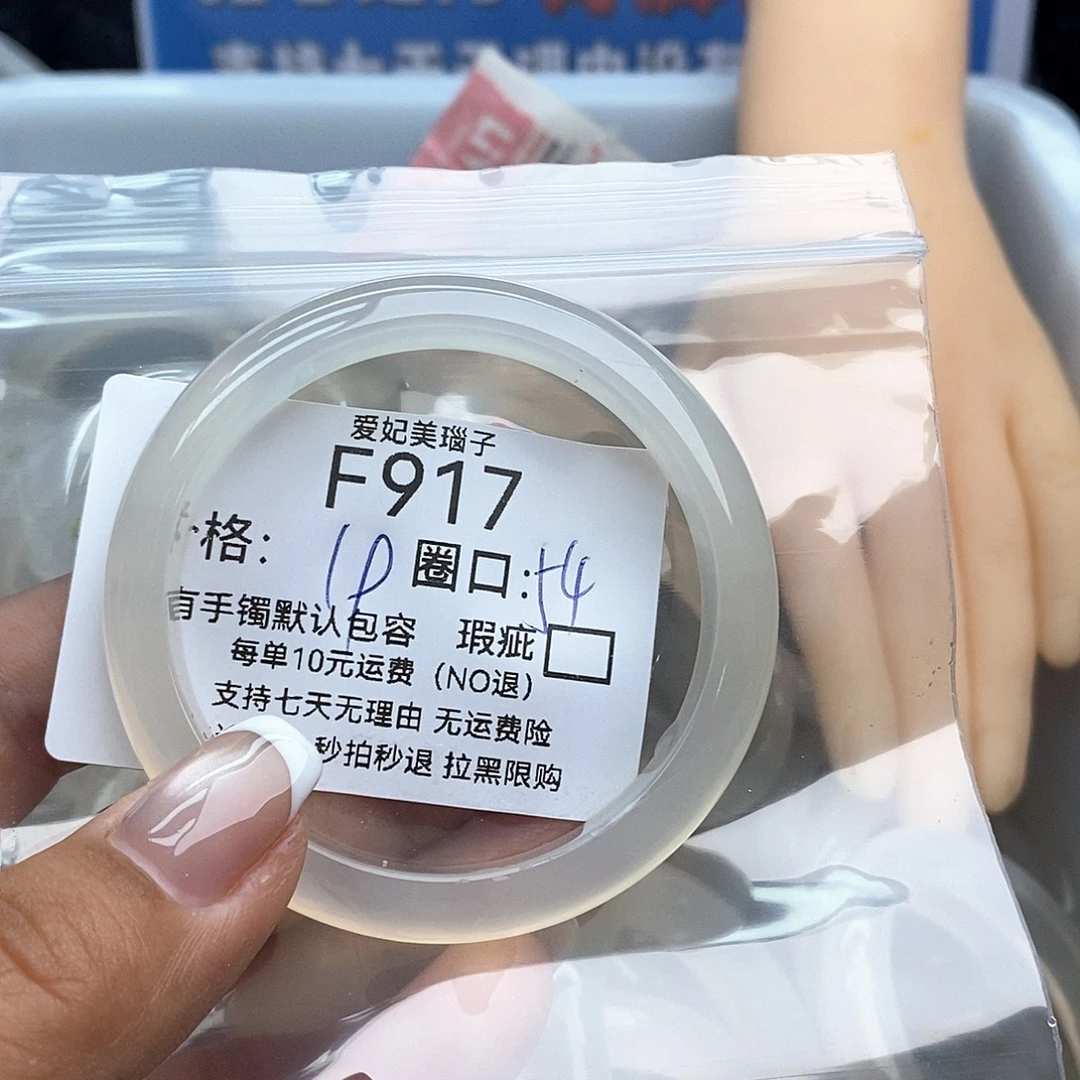 爱妃美瑙子
F917
格: 1P 圈口:54
有手镯默认包容 瑕疵
每单10元运费 (NO退)
支持七天无理由 无运费险
秒拍秒退 拉黑限购